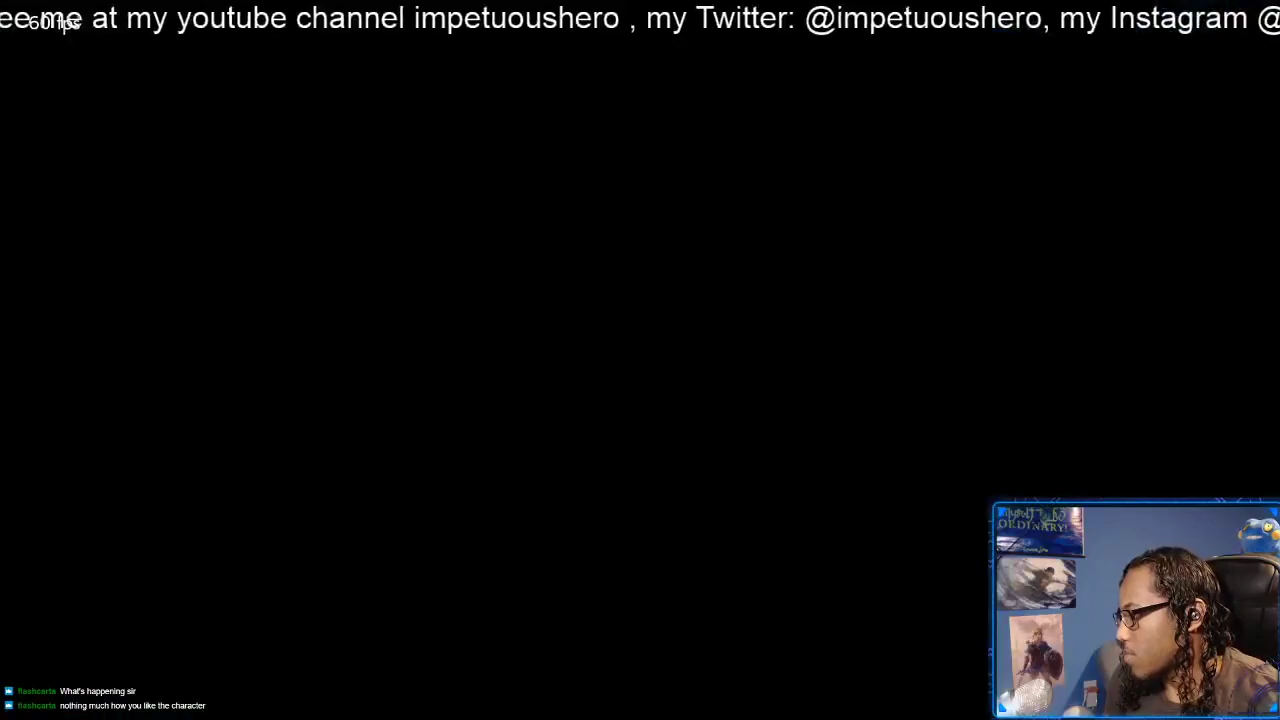 ee me at my youtube channel impetuoushero , my Twitter: @impetuoushero, my Instagram @
60 fps
ORDINARY!
flashcarta What's happening sir
flashcarta nothing much how you like the character